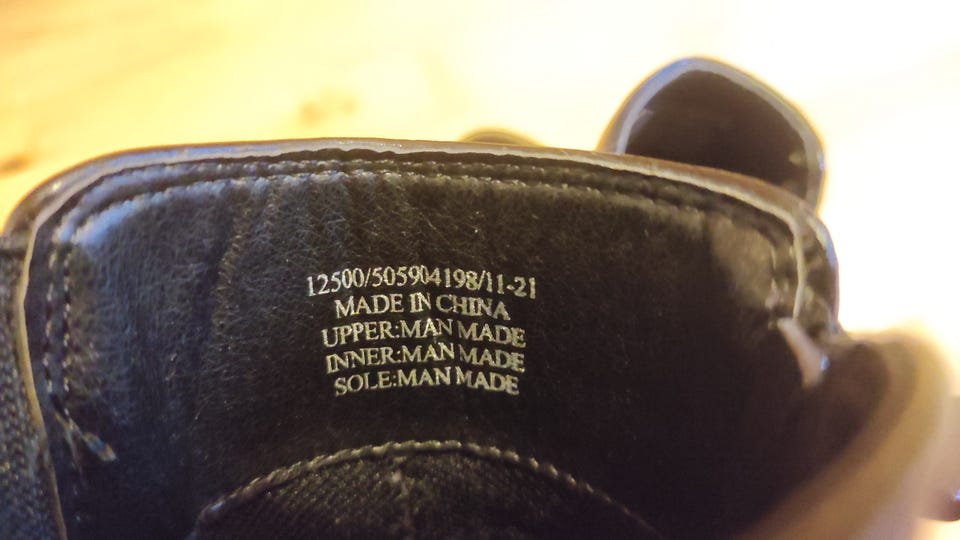 12500/505904198/11-21
MADE IN CHINA
UPPER:MAN MADE
INNER:MAN MADE
SOLE:MAN MADE